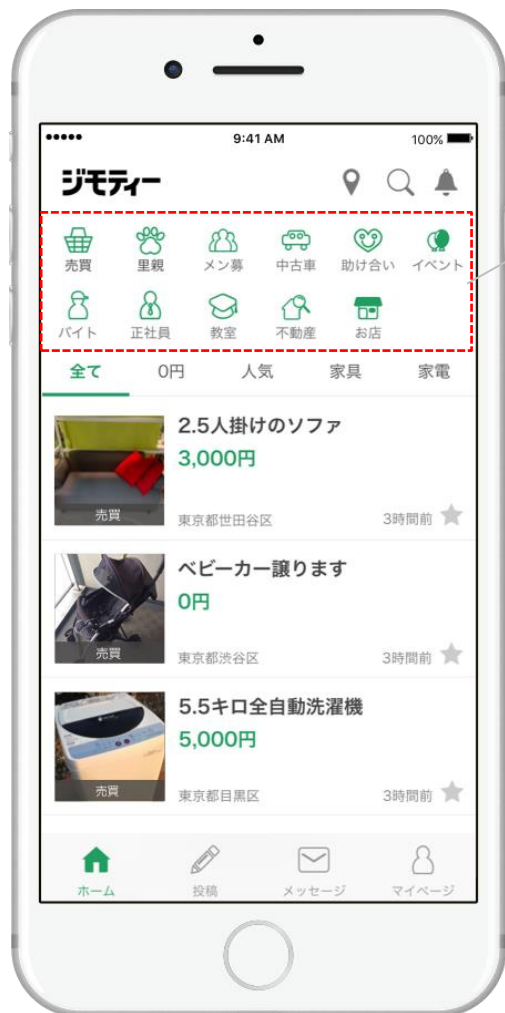 9:41 AM 100%
ジモティー
売買 里親 メン募 中古車 助け合い イベント
バイト 正社員 教室 不動産 お店
全て 0円 人気 家具 家電
2.5人掛けのソファ
3,000円
売買
東京都世田谷区 3時間前
ベビーカー譲ります
0円
売買
東京都渋谷区 3時間前
5.5キロ全自動洗濯機
5,000円
売買
東京都目黒区 3時間前
ホーム 投稿 メッセージ マイページ